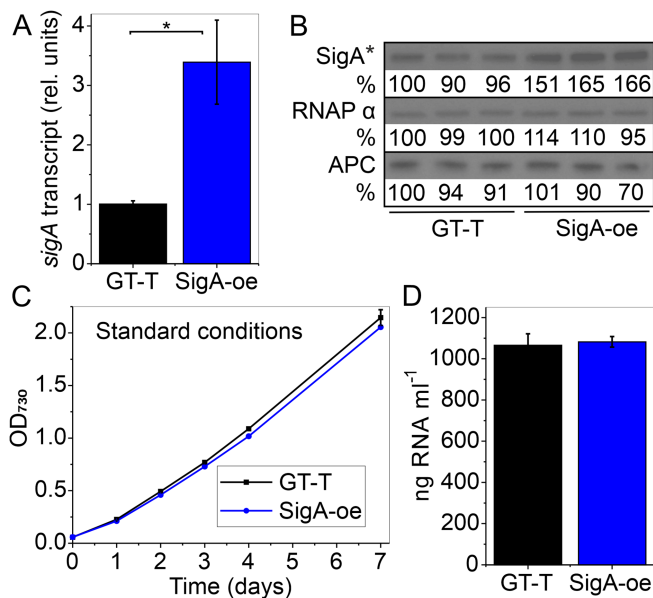 A
sigA transcript (rel. units)
4
3
2
1
0
*
GT-T SigA-oe
B
SigA*
% 100 90 96 151 165 166
RNAP α
% 100 99 100 114 110 95
APC
% 100 94 91 101 90 70
GT-T SigA-oe
C
Standard conditions
OD730
2.0
1.5
1.0
0.5
0.0
GT-T
SigA-oe
0 1 2 3 4 5 6 7
Time (days)
D
ng RNA ml-1
1200
1000
800
600
400
200
0
GT-T SigA-oe